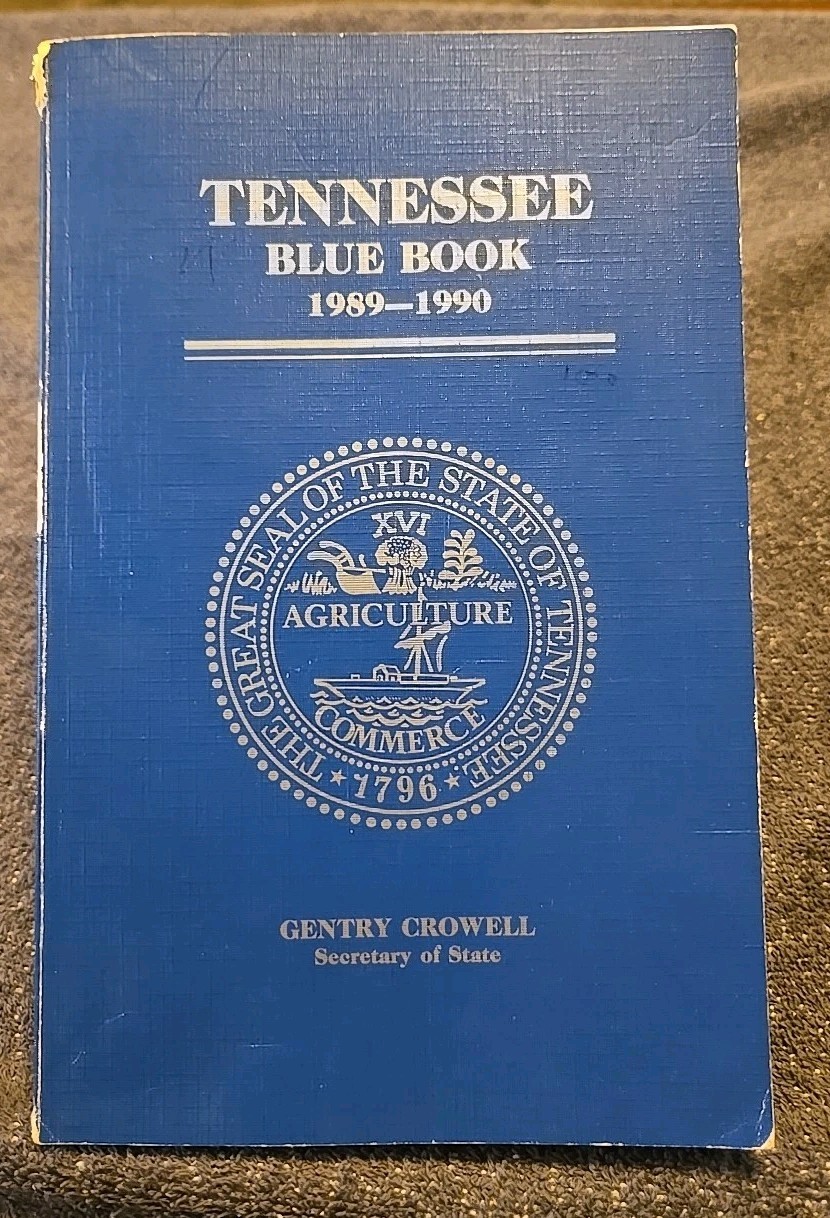 TENNESSEE
BLUE BOOK
1989—1990
THE GREAT SEAL OF THE STATE OF TENNESSEE
XVI
AGRICULTURE
COMMERCE
★ 1796 ★
GENTRY CROWELL
Secretary of State